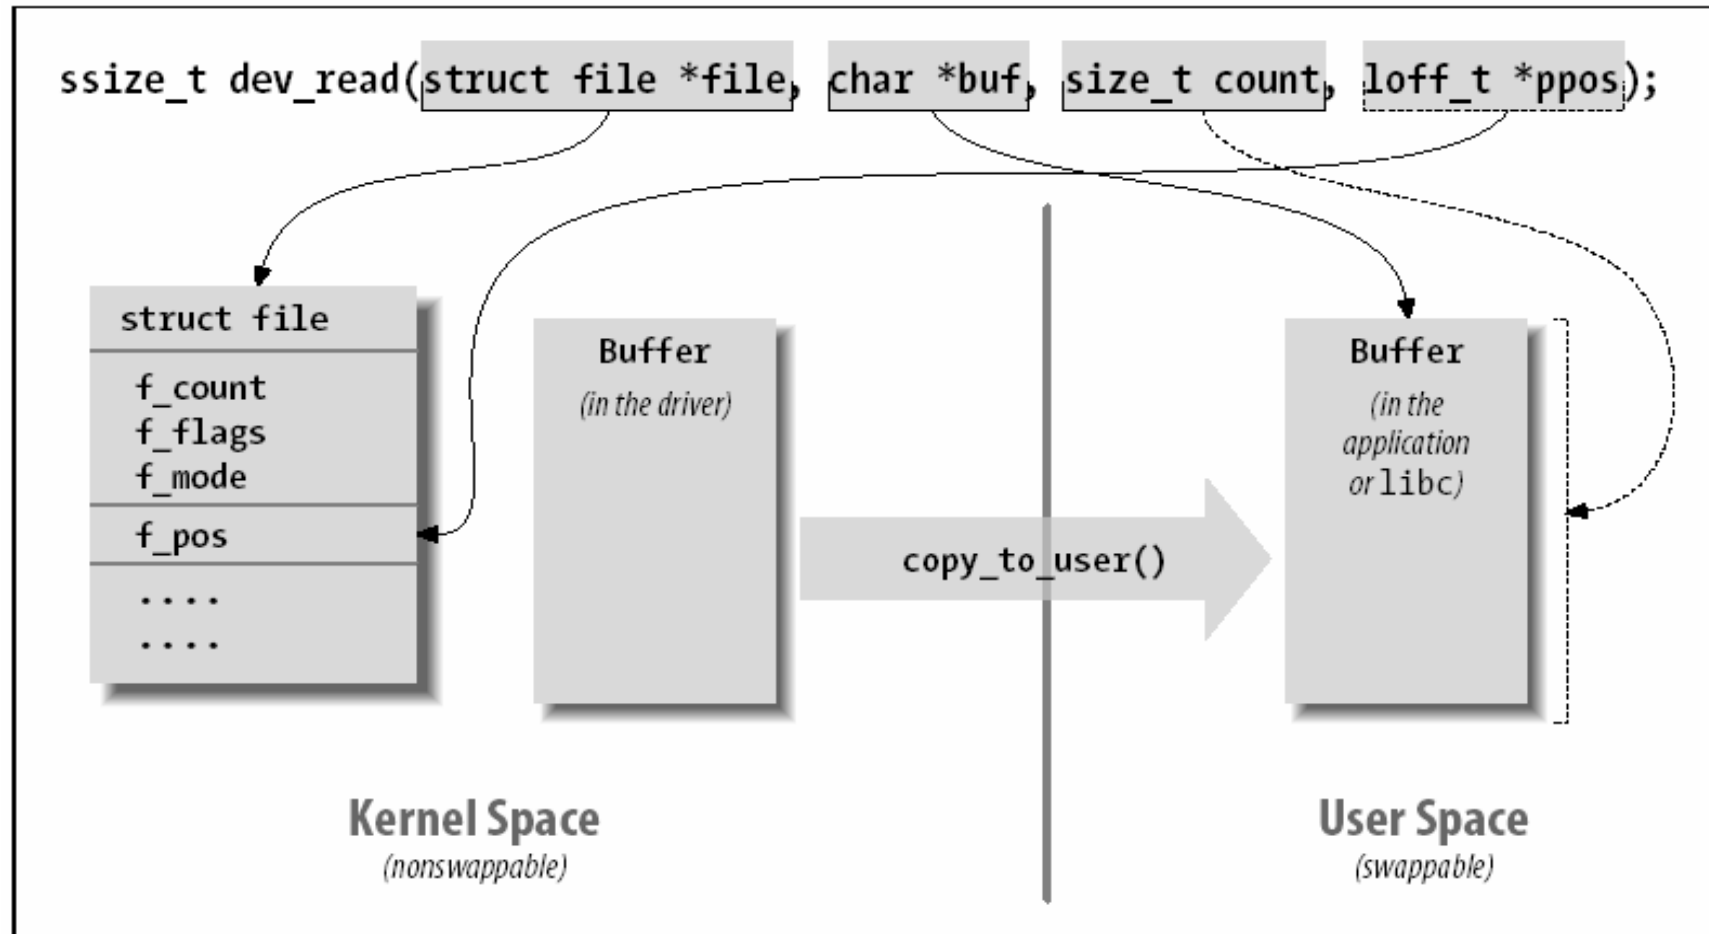 ssize_t dev_read(struct file *file, char *buf, size_t count, loff_t *ppos);
struct file
f_count
f_flags
f_mode
f_pos
....
....
Buffer
(in the driver)
copy_to_user()
Buffer
(in the
application
or libc)
Kernel Space
(nonswappable)
User Space
(swappable)